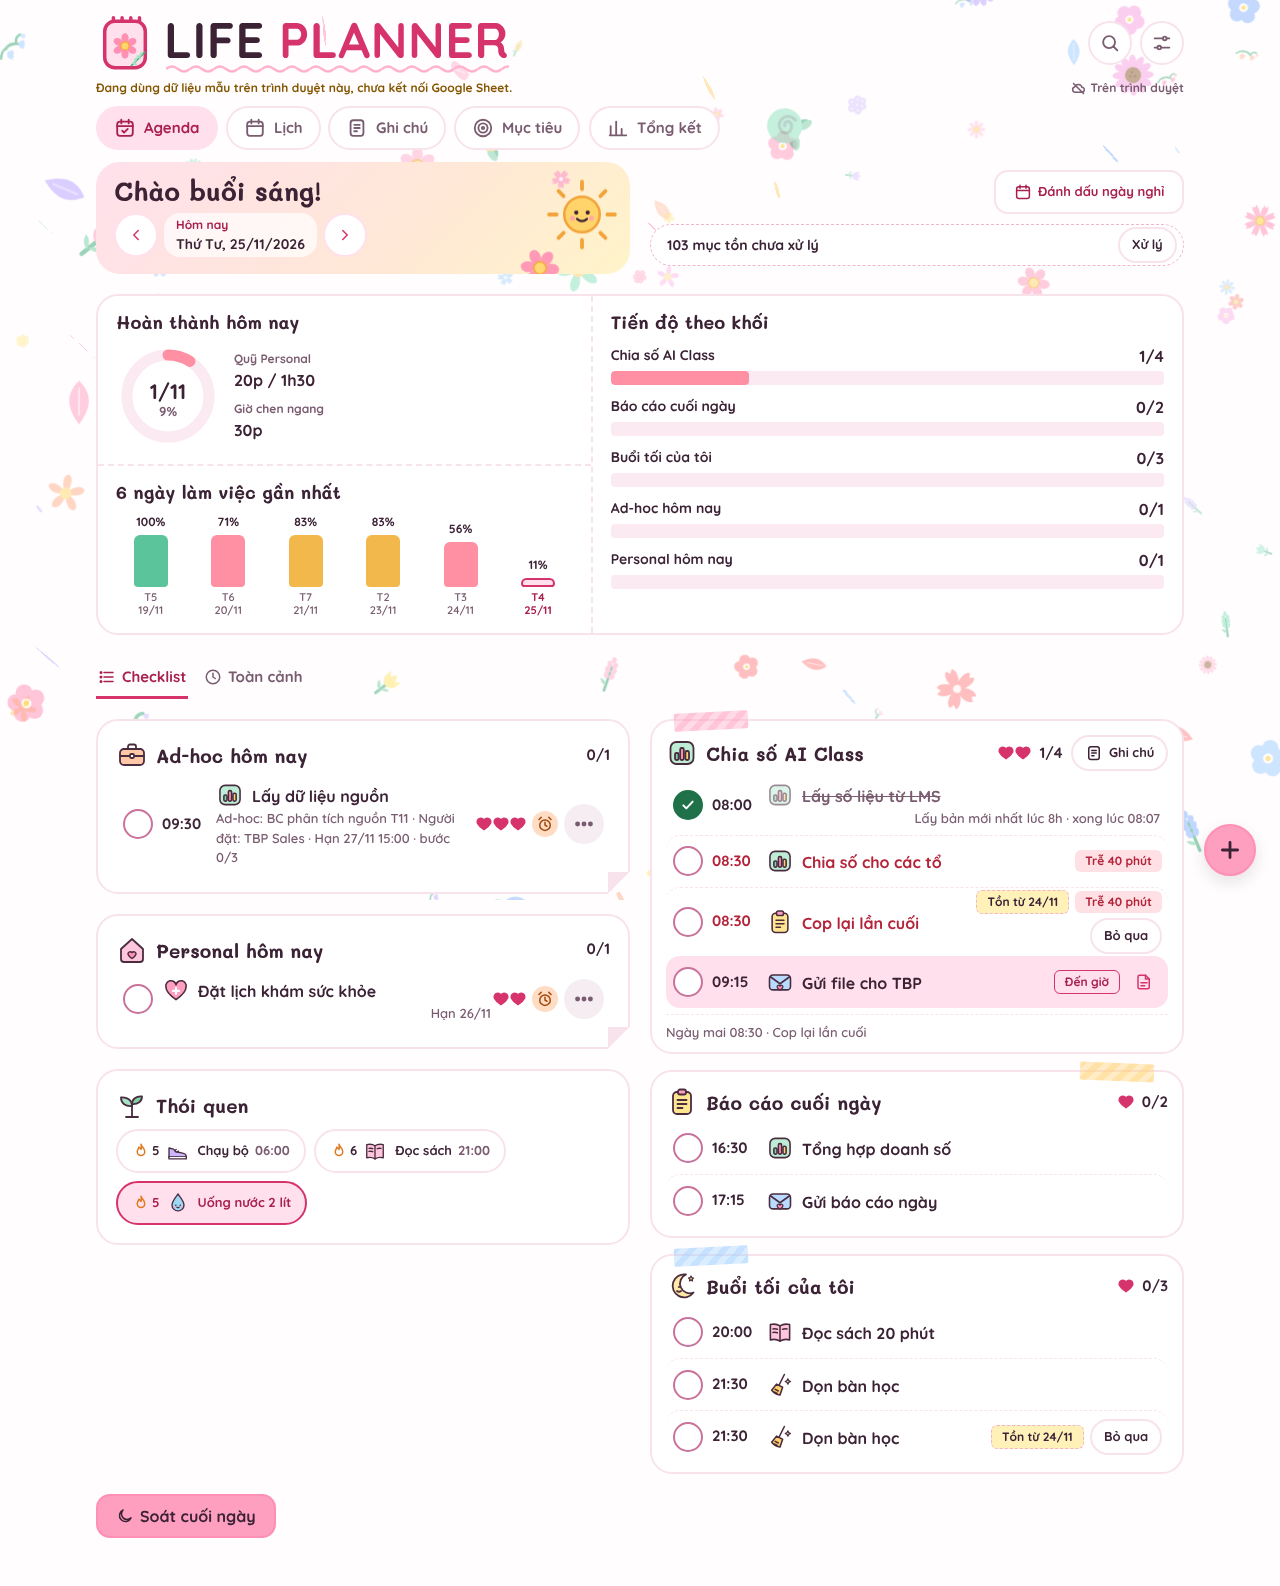 LIFE PLANNER
Đang dùng dữ liệu mẫu trên trình duyệt này, chưa kết nối Google Sheet.
Trên trình duyệt
Agenda
Lịch
Ghi chú
Mục tiêu
Tổng kết
Chào buổi sáng!
Hôm nay
Thứ Tư, 25/11/2026
Đánh dấu ngày nghỉ
103 mục tồn chưa xử lý
Xử lý
Hoàn thành hôm nay
1/11
9%
Quỹ Personal
20p / 1h30
Giờ chen ngang
30p
6 ngày làm việc gần nhất
100% 71% 83% 83% 56% 11%
T5 T6 T7 T2 T3 T4
19/11 20/11 21/11 23/11 24/11 25/11
Tiến độ theo khối
Chia số AI Class 1/4
Báo cáo cuối ngày 0/2
Buổi tối của tôi 0/3
Ad-hoc hôm nay 0/1
Personal hôm nay 0/1
Checklist
Toàn cảnh
Ad-hoc hôm nay 0/1
09:30
Lấy dữ liệu nguồn
Ad-hoc: BC phân tích nguồn T11 · Người
đặt: TBP Sales · Hạn 27/11 15:00 · bước
0/3
Personal hôm nay 0/1
Đặt lịch khám sức khỏe
Hạn 26/11
Thói quen
5 Chạy bộ 06:00
6 Đọc sách 21:00
5 Uống nước 2 lít
Chia số AI Class 1/4 Ghi chú
08:00 Lấy số liệu từ LMS
Lấy bản mới nhất lúc 8h · xong lúc 08:07
08:30 Chia số cho các tổ Trễ 40 phút
08:30 Cop lại lần cuối Tồn từ 24/11 Trễ 40 phút
Bỏ qua
09:15 Gửi file cho TBP Đến giờ
Ngày mai 08:30 · Cop lại lần cuối
Báo cáo cuối ngày 0/2
16:30 Tổng hợp doanh số
17:15 Gửi báo cáo ngày
Buổi tối của tôi 0/3
20:00 Đọc sách 20 phút
21:30 Dọn bàn học
21:30 Dọn bàn học Tồn từ 24/11 Bỏ qua
Soát cuối ngày